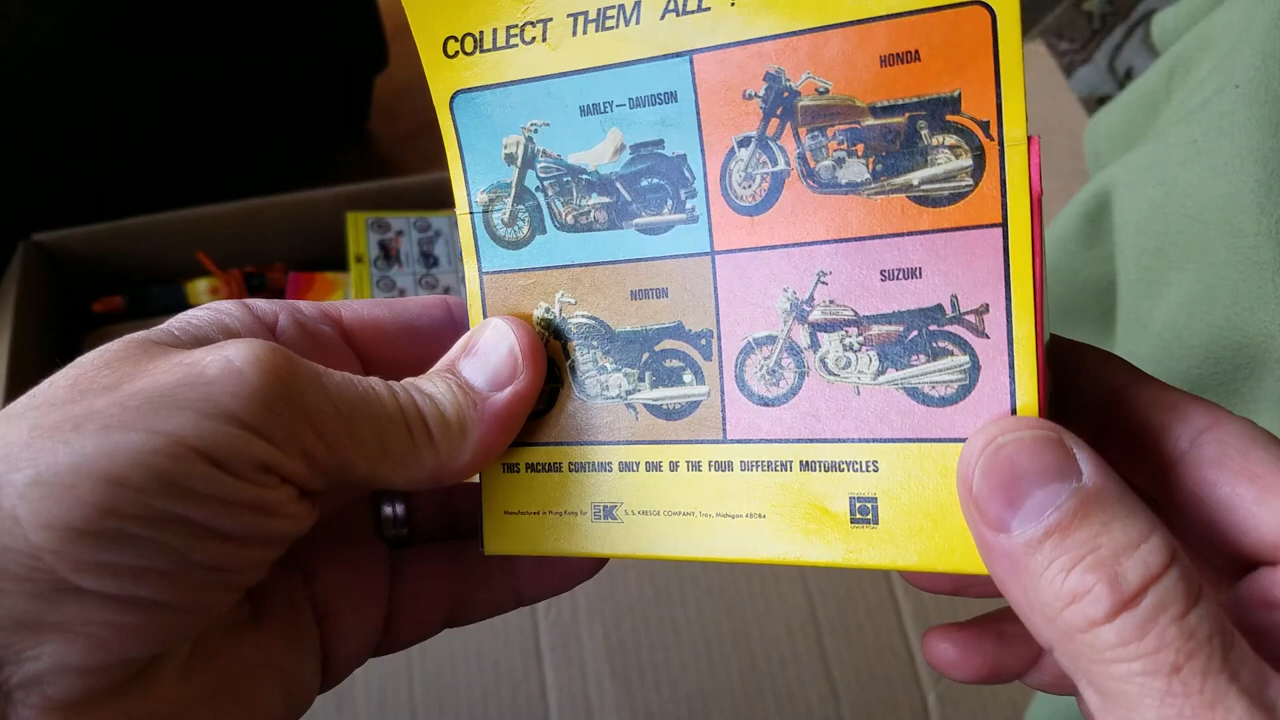 COLLECT THEM ALL !
HARLEY-DAVIDSON
HONDA
NORTON
SUZUKI
THIS PACKAGE CONTAINS ONLY ONE OF THE FOUR DIFFERENT MOTORCYCLES
Manufactured in Hong Kong for K S. S. KRESGE COMPANY, Troy, Michigan 48084
UNIVERSAL